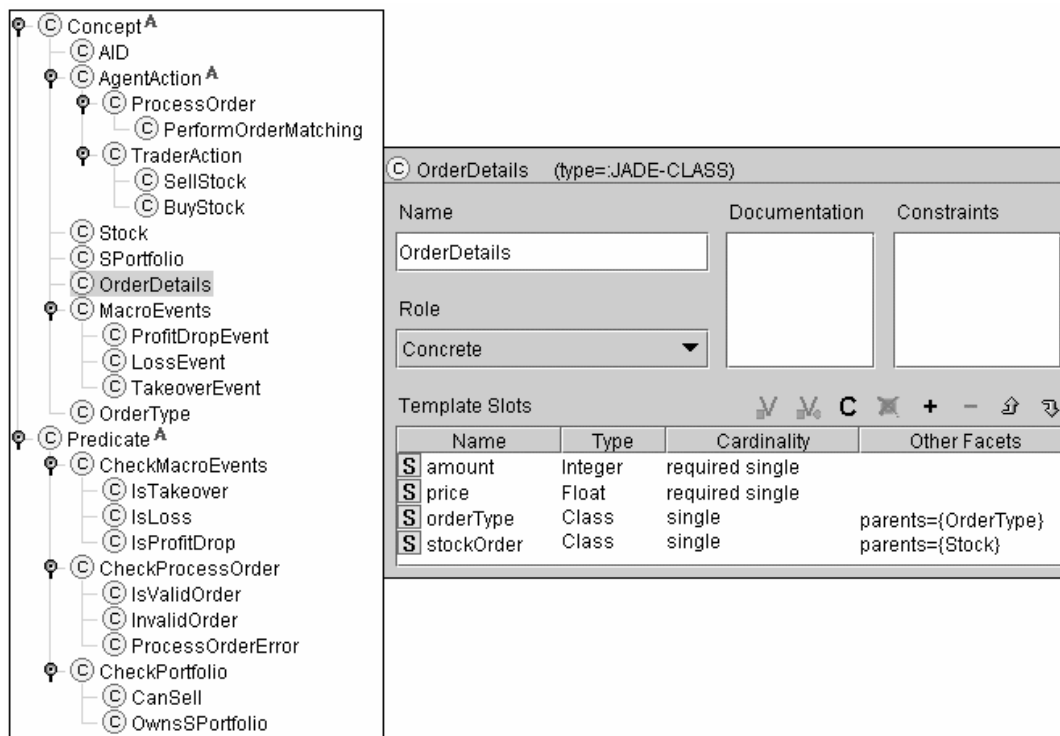 Concept A
AID
AgentAction A
ProcessOrder
PerformOrderMatching
TraderAction
SellStock
BuyStock
Stock
SPortfolio
OrderDetails
MacroEvents
ProfitDropEvent
LossEvent
TakeoverEvent
OrderType
Predicate A
CheckMacroEvents
IsTakeover
IsLoss
IsProfitDrop
CheckProcessOrder
IsValidOrder
InvalidOrder
ProcessOrderError
CheckPortfolio
CanSell
OwnsSPortfolio
C OrderDetails (type=:JADE-CLASS)
Name Documentation Constraints
OrderDetails
Role
Concrete
Template Slots V V C + −
Name Type Cardinality Other Facets
S amount Integer required single
S price Float required single
S orderType Class single parents={OrderType}
S stockOrder Class single parents={Stock}